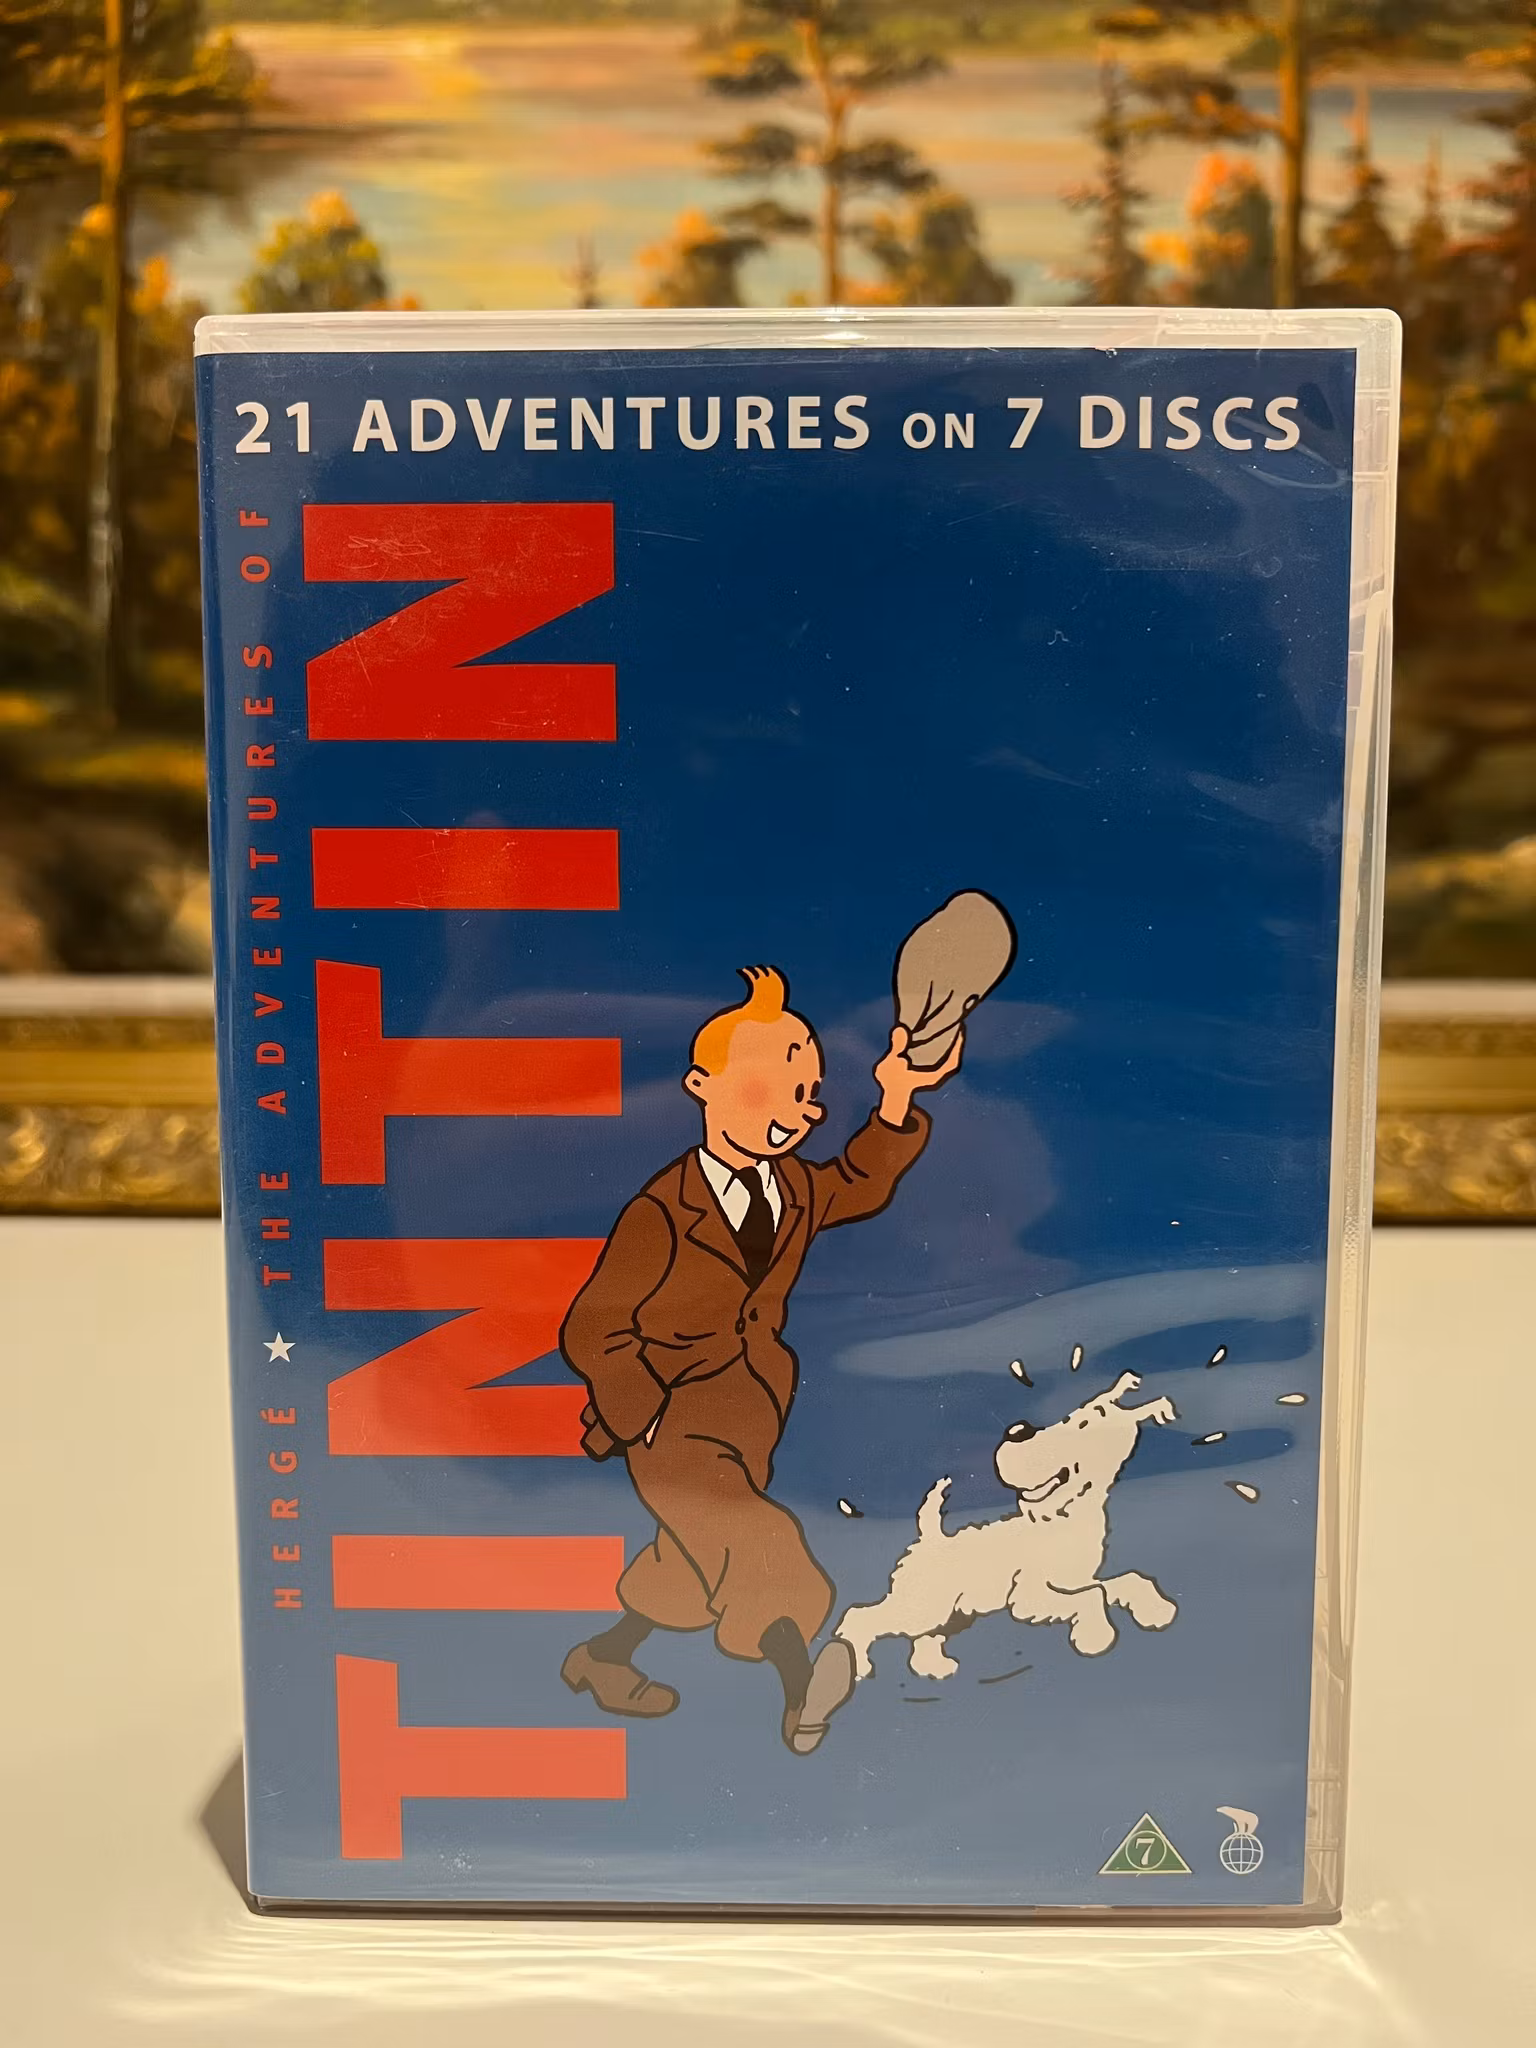 21 ADVENTURES ON 7 DISCS
HERGÉ ★ THE ADVENTURES OF
TINTIN
7